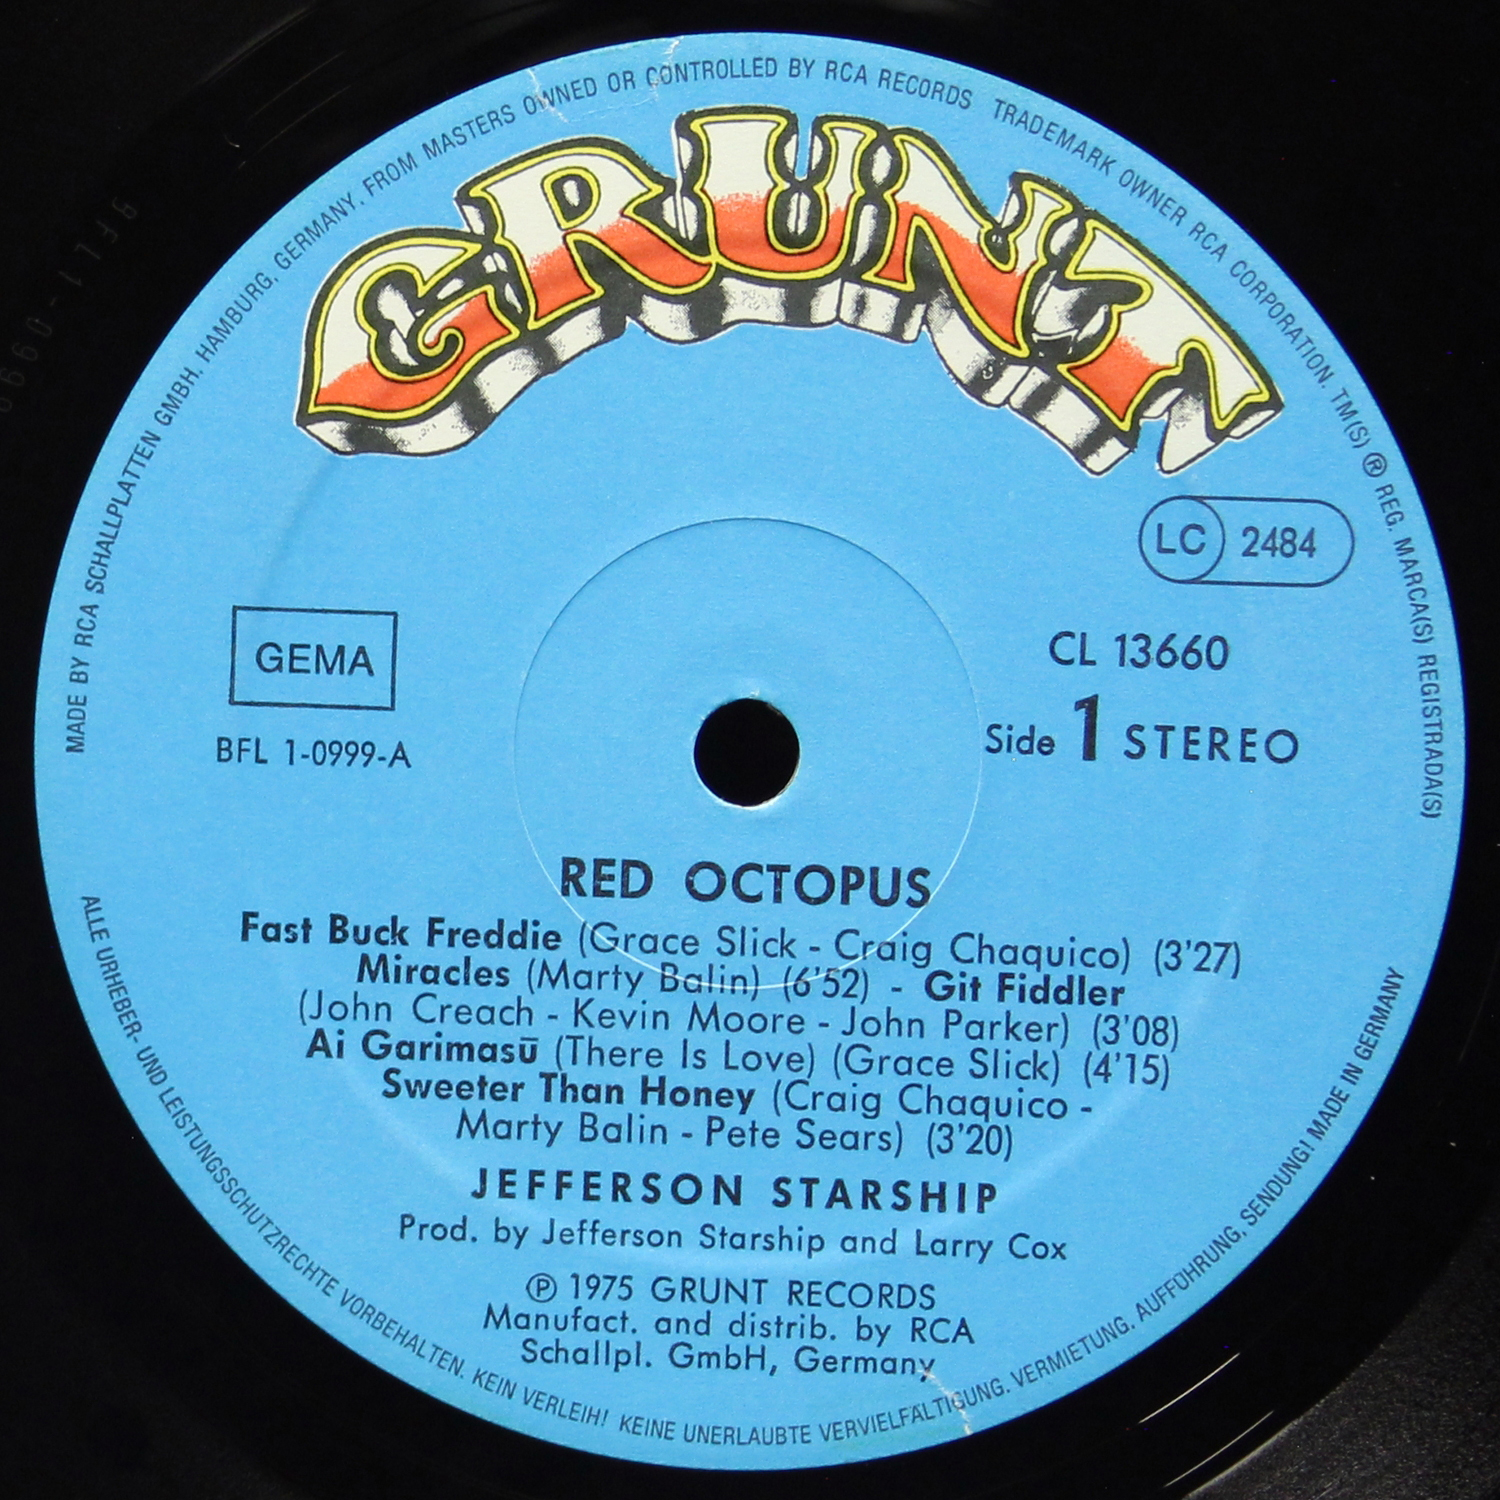 MADE BY RCA SCHALLPLATTEN GMBH. HAMBURG. GERMANY. FROM MASTERS OWNED OR CONTROLLED BY RCA RECORDS TRADEMARK OWNER RCA CORPORATION. TM(S) ® REG. MARCA(S) REGISTRADA(S)
GRUNT
LC 2484
GEMA
CL 13660
BFL 1-0999-A
Side 1 STEREO
RED OCTOPUS
Fast Buck Freddie (Grace Slick - Craig Chaquico) (3'27)
Miracles (Marty Balin) (6'52) - Git Fiddler
(John Creach - Kevin Moore - John Parker) (3'08)
Ai Garimasū (There Is Love) (Grace Slick) (4'15)
Sweeter Than Honey (Craig Chaquico -
Marty Balin - Pete Sears) (3'20)
JEFFERSON STARSHIP
Prod. by Jefferson Starship and Larry Cox
Ⓟ 1975 GRUNT RECORDS
Manufact. and distrib. by RCA
Schallpl. GmbH, Germany
ALLE URHEBER- UND LEISTUNGSSCHUTZRECHTE VORBEHALTEN. KEIN VERLEIH! KEINE UNERLAUBTE VERVIELFÄLTIGUNG. VERMIETUNG. AUFFÜHRUNG, SENDUNG! MADE IN GERMANY